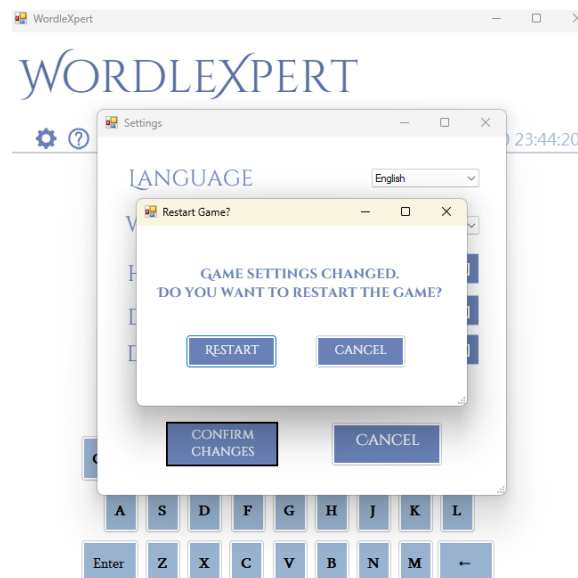 WordleXpert
WORDLEXPERT
Settings
23:44:20
LANGUAGE
English
Restart Game?
GAME SETTINGS CHANGED.
DO YOU WANT TO RESTART THE GAME?
RESTART
CANCEL
CONFIRM
CHANGES
CANCEL
A S D F G H J K L
Enter Z X C V B N M ←